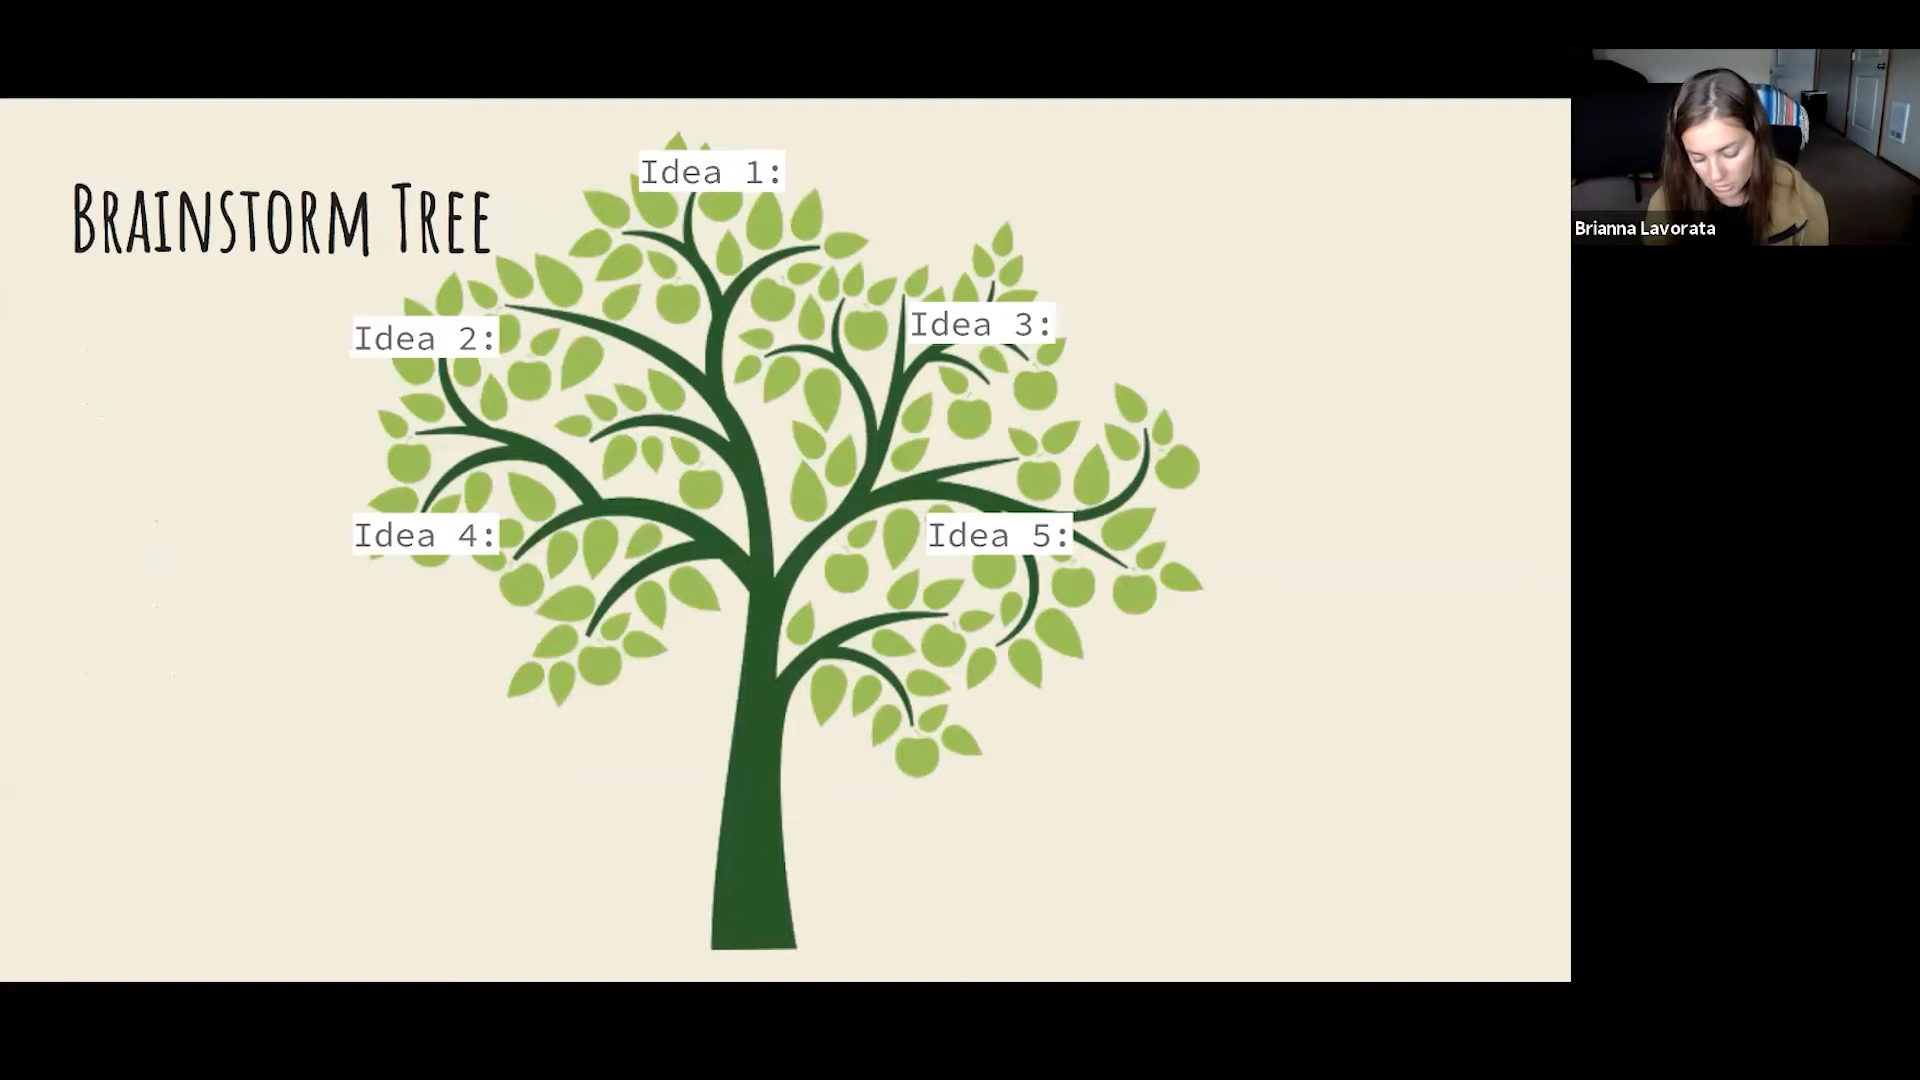 Brainstorm Tree
Idea 1:
Idea 2:
Idea 3:
Idea 4:
Idea 5:
Brianna Lavorata